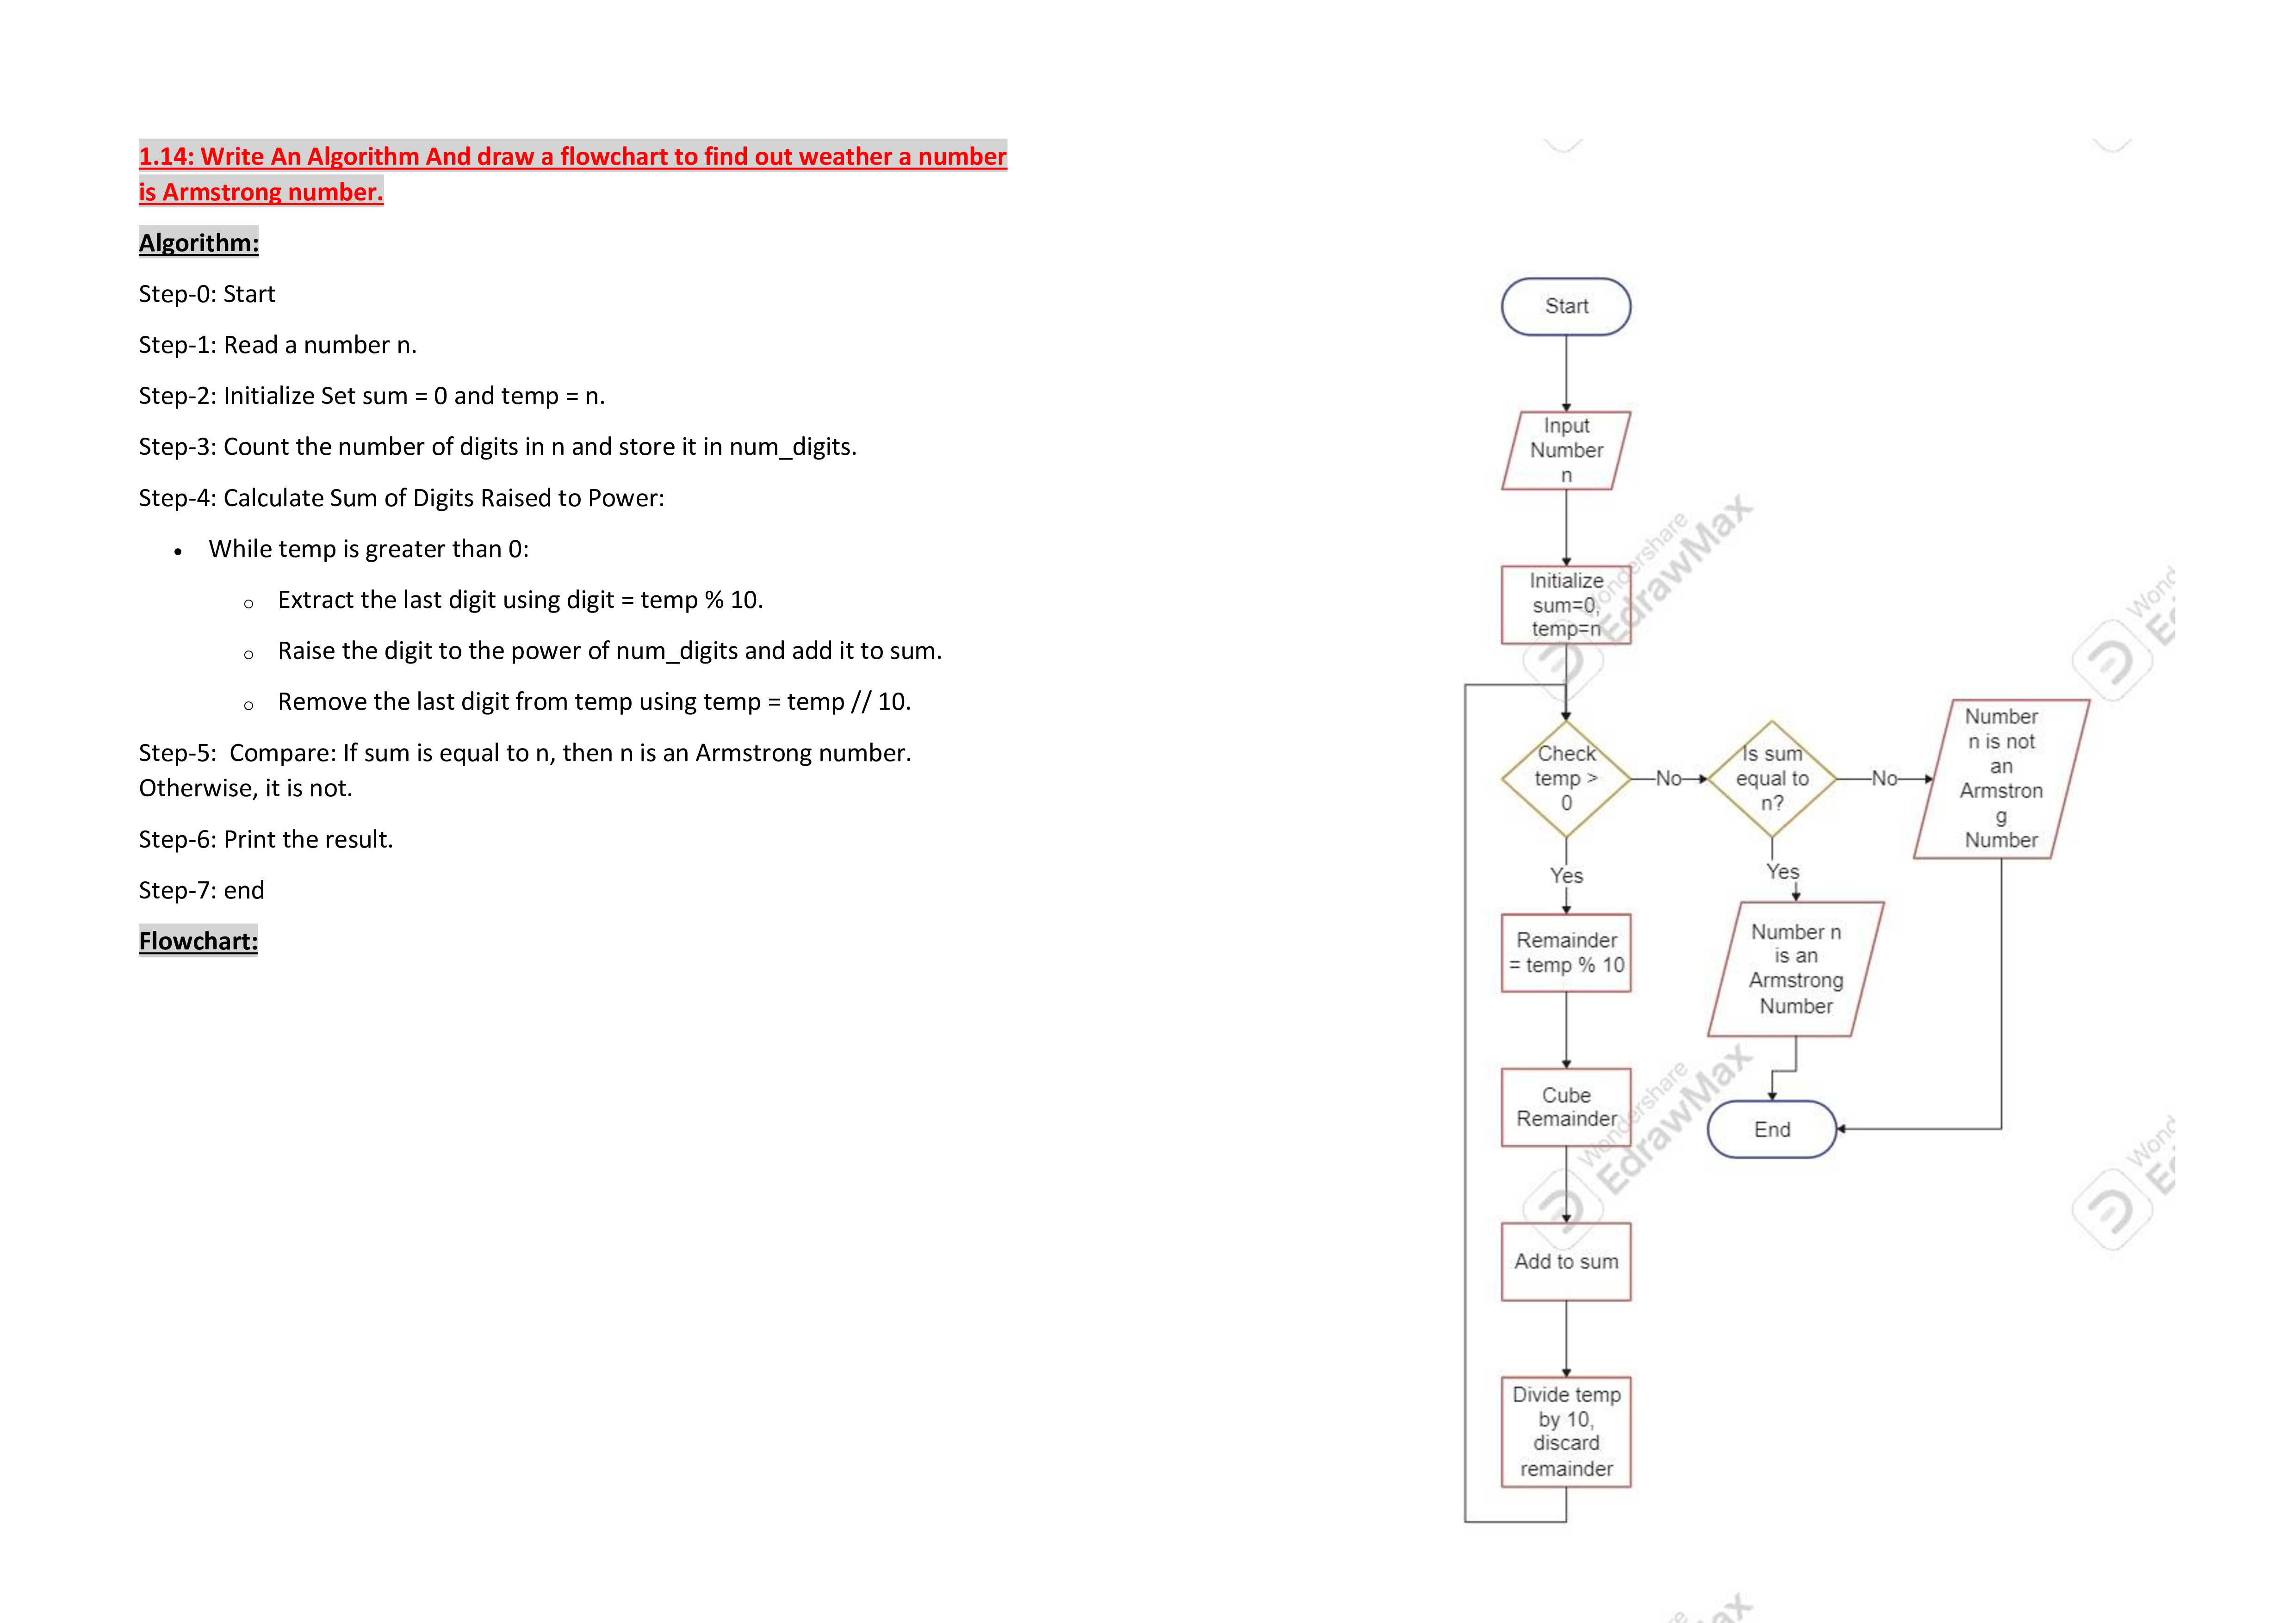 1.14: Write An Algorithm And draw a flowchart to find out weather a number
is Armstrong number.
Algorithm:
Step-0: Start
Step-1: Read a number n.
Step-2: Initialize Set sum = 0 and temp = n.
Step-3: Count the number of digits in n and store it in num_digits.
Step-4: Calculate Sum of Digits Raised to Power:
• While temp is greater than 0:
o Extract the last digit using digit = temp % 10.
o Raise the digit to the power of num_digits and add it to sum.
o Remove the last digit from temp using temp = temp // 10.
Step-5:  Compare: If sum is equal to n, then n is an Armstrong number.
Otherwise, it is not.
Step-6: Print the result.
Step-7: end
Flowchart:
Start
Input
Number
n
Initialize
sum=0,
temp=n
Check
temp >
0
No
Is sum
equal to
n?
No
Number
n is not
an
Armstron
g
Number
Yes
Yes
Remainder
= temp % 10
Number n
is an
Armstrong
Number
Cube
Remainder
End
Add to sum
Divide temp
by 10,
discard
remainder
Wondershare
EdrawMax
Wond
Wondershare
EdrawMax
Wond
ax